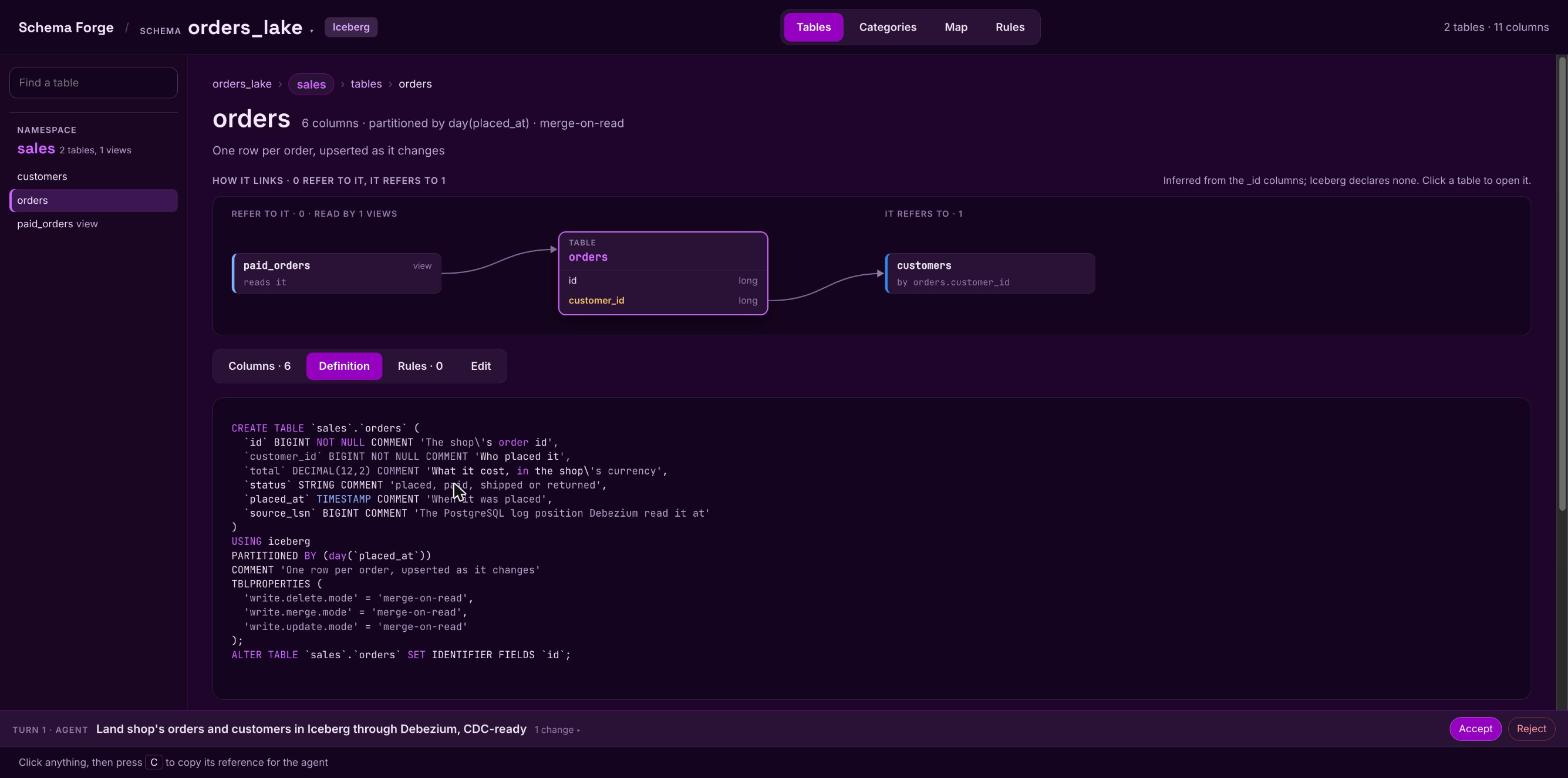 Schema Forge / SCHEMA orders_lake Iceberg
Tables Categories Map Rules
2 tables · 11 columns
Find a table
NAMESPACE
sales 2 tables, 1 views
customers
orders
paid_orders view
orders_lake › sales › tables › orders
orders 6 columns · partitioned by day(placed_at) · merge-on-read
One row per order, upserted as it changes
HOW IT LINKS · 0 REFER TO IT, IT REFERS TO 1
Inferred from the _id columns; Iceberg declares none. Click a table to open it.
REFER TO IT · 0 · READ BY 1 VIEWS
IT REFERS TO · 1
paid_orders view
reads it
TABLE
orders
id long
customer_id long
customers
by orders.customer_id
Columns · 6 Definition Rules · 0 Edit
CREATE TABLE `sales`.`orders` (
  `id` BIGINT NOT NULL COMMENT 'The shop\'s order id',
  `customer_id` BIGINT NOT NULL COMMENT 'Who placed it',
  `total` DECIMAL(12,2) COMMENT 'What it cost, in the shop\'s currency',
  `status` STRING COMMENT 'placed, paid, shipped or returned',
  `placed_at` TIMESTAMP COMMENT 'When it was placed',
  `source_lsn` BIGINT COMMENT 'The PostgreSQL log position Debezium read it at'
)
USING iceberg
PARTITIONED BY (day(`placed_at`))
COMMENT 'One row per order, upserted as it changes'
TBLPROPERTIES (
  'write.delete.mode' = 'merge-on-read',
  'write.merge.mode' = 'merge-on-read',
  'write.update.mode' = 'merge-on-read'
);
ALTER TABLE `sales`.`orders` SET IDENTIFIER FIELDS `id`;
TURN 1 · AGENT Land shop's orders and customers in Iceberg through Debezium, CDC-ready 1 change
Accept Reject
Click anything, then press C to copy its reference for the agent